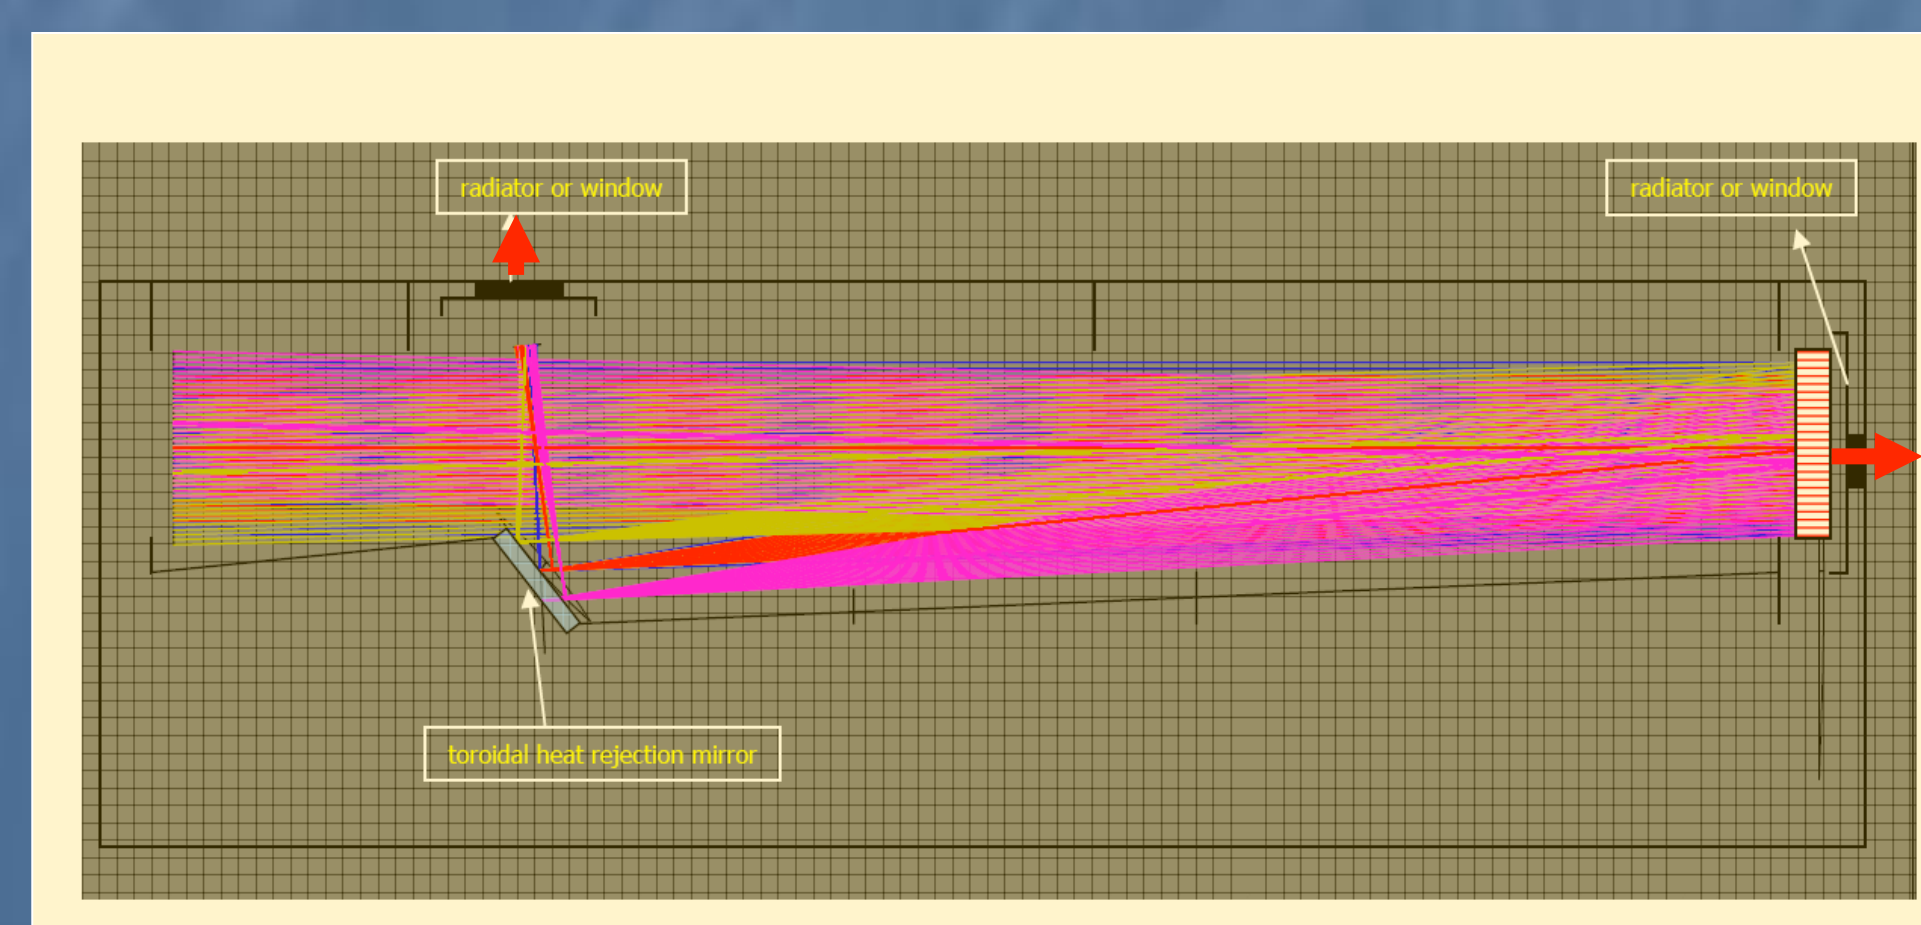 radiator or window
radiator or window
toroidal heat rejection mirror